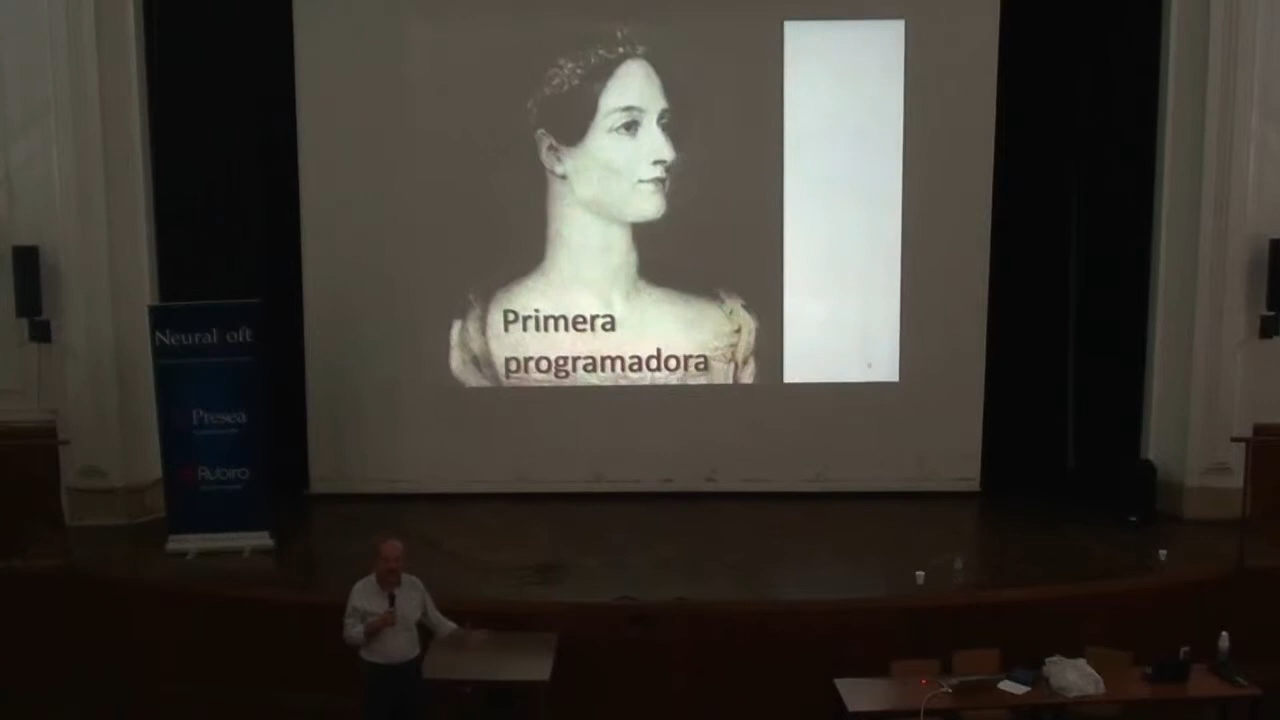 Primera
programadora
Neural oft
Presea
Rubiro